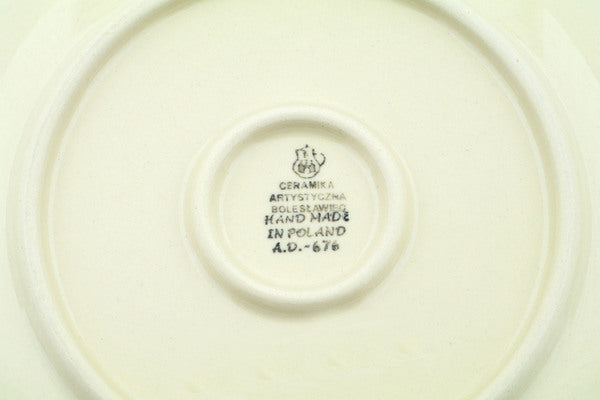 CERAMIKA
ARTYSTYCZNA
BOLESŁAWIEC
HAND MADE
IN POLAND
A.D.-676